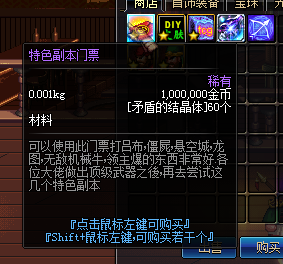 商店 自饰装备 宝珠
DIY
特色副本门票
稀有
0.001kg 1,000,000金币
[矛盾的结晶体]60个
材料
可以使用此门票打吕布,僵屍,悬空城,龙
图,无敌机械牛,领主爆的东西非常好.各
位大佬做出顶级武器之後,再去尝试这
几个特色副本
『点击鼠标左键可购买』
『Shift+鼠标左键,可购买若干个』
购买